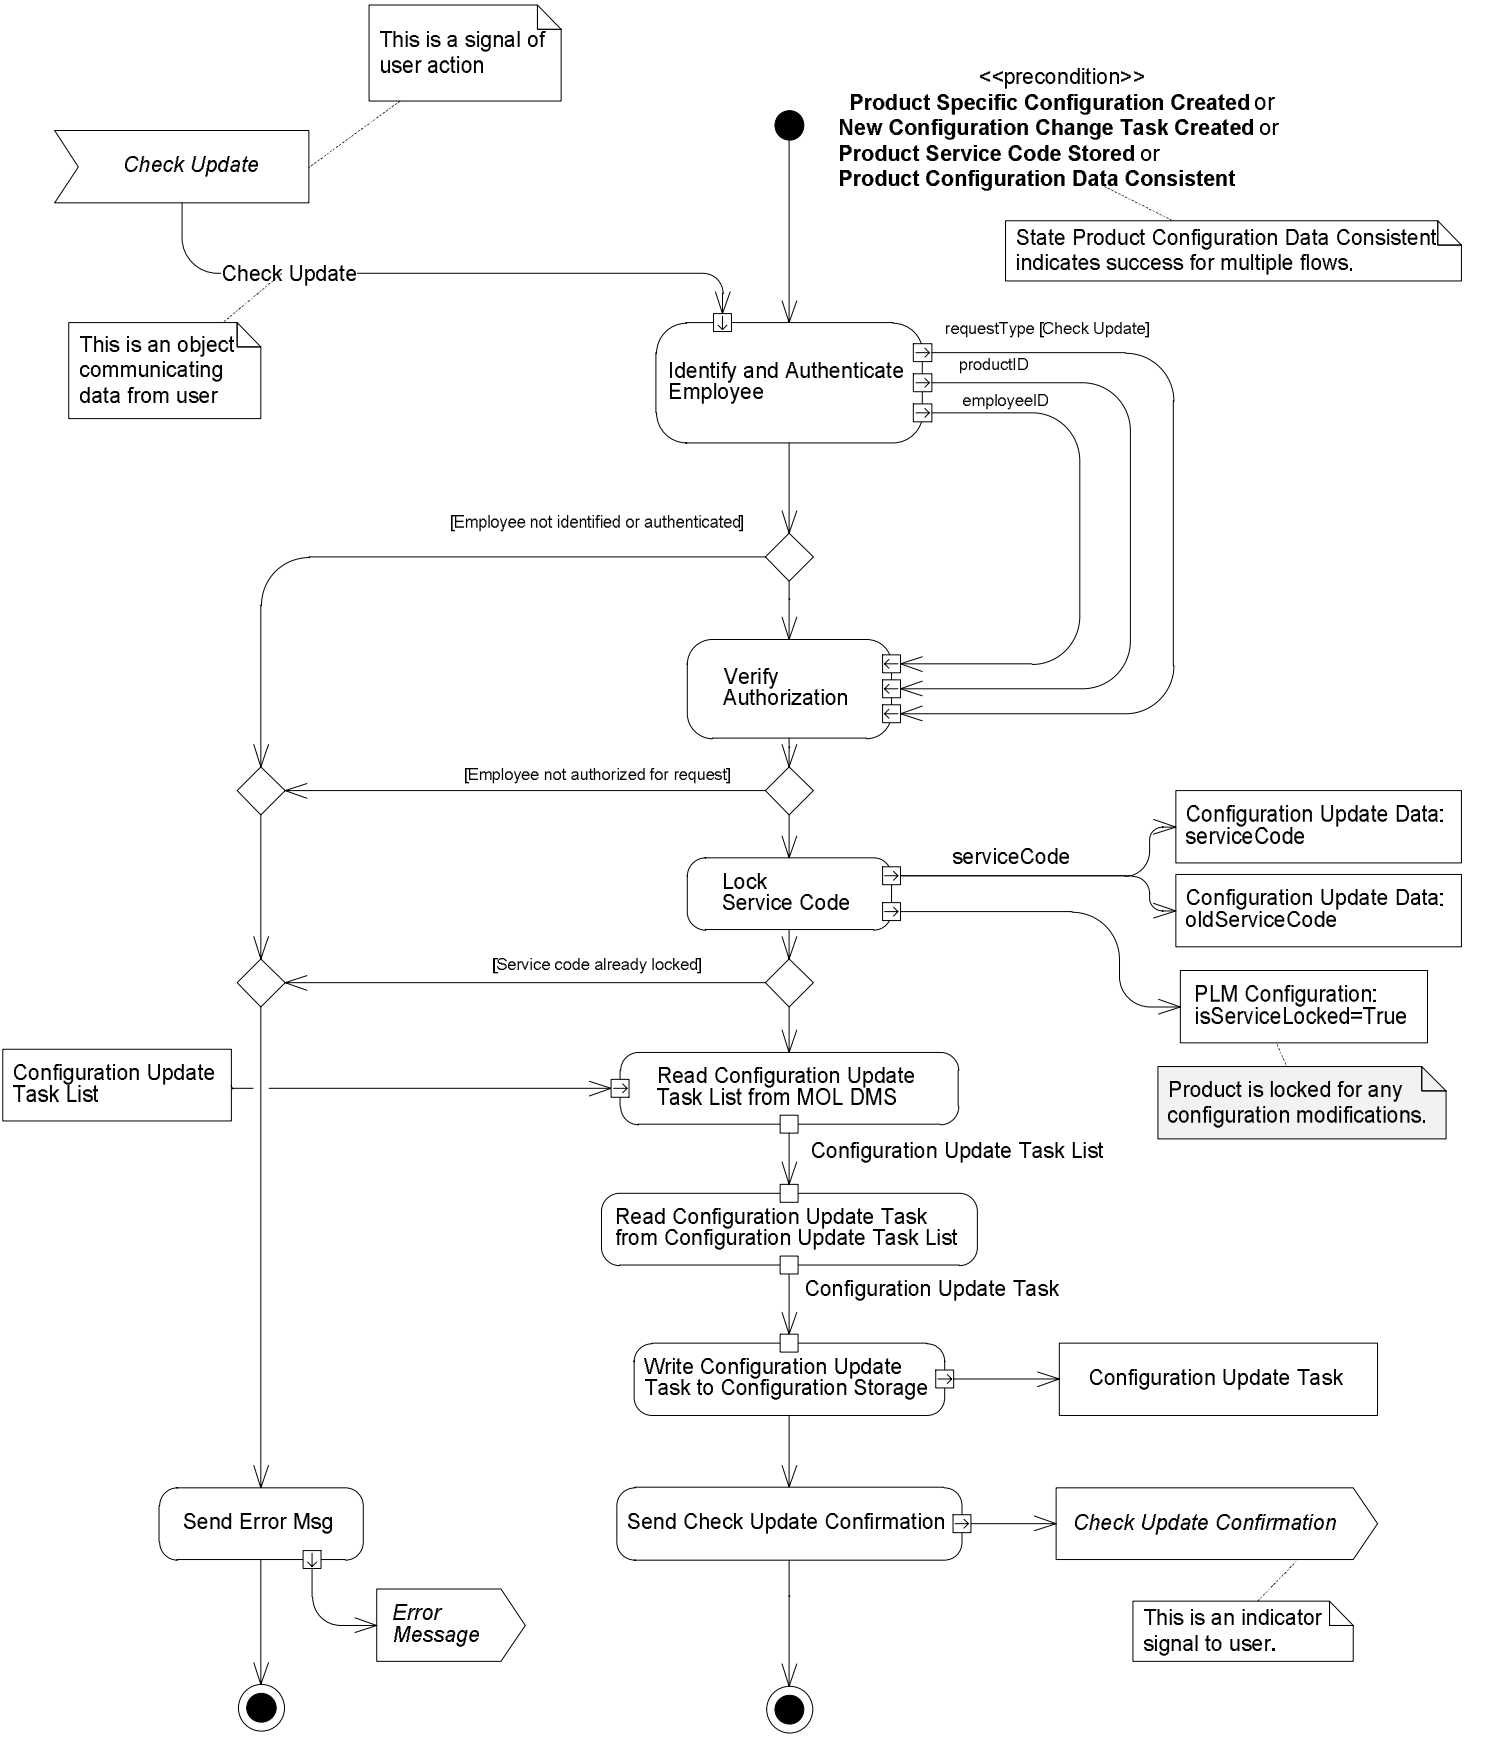 This is a signal of
user action
<<precondition>>
Product Specific Configuration Created or
New Configuration Change Task Created or
Product Service Code Stored or
Product Configuration Data Consistent
Check Update
State Product Configuration Data Consistent
indicates success for multiple flows.
Check Update
This is an object
communicating
data from user
requestType [Check Update]
productID
employeeID
Identify and Authenticate
Employee
[Employee not identified or authenticated]
Verify
Authorization
[Employee not authorized for request]
Configuration Update Data:
serviceCode
serviceCode
Lock
Service Code
Configuration Update Data:
oldServiceCode
[Service code already locked]
PLM Configuration:
isServiceLocked=True
Configuration Update
Task List
Read Configuration Update
Task List from MOL DMS
Product is locked for any
configuration modifications.
Configuration Update Task List
Read Configuration Update Task
from Configuration Update Task List
Configuration Update Task
Write Configuration Update
Task to Configuration Storage
Configuration Update Task
Send Error Msg
Send Check Update Confirmation
Check Update Confirmation
Error
Message
This is an indicator
signal to user.